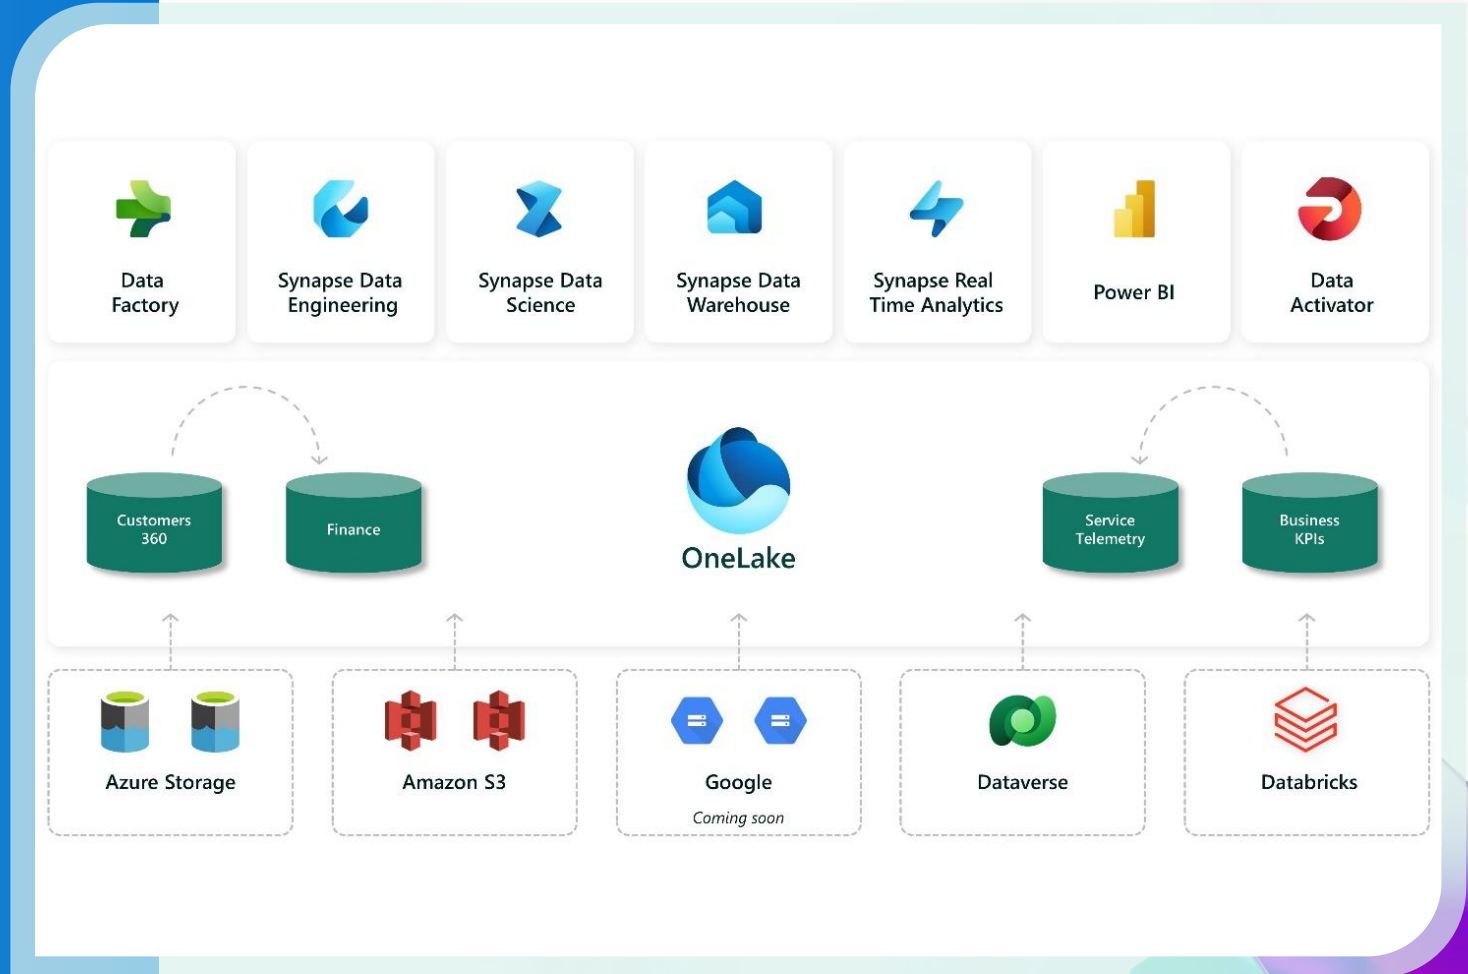 Data
Factory
Synapse Data
Engineering
Synapse Data
Science
Synapse Data
Warehouse
Synapse Real
Time Analytics
Power BI
Data
Activator
Customers
360
Finance
OneLake
Service
Telemetry
Business
KPIs
Azure Storage
Amazon S3
Google
Coming soon
Dataverse
Databricks